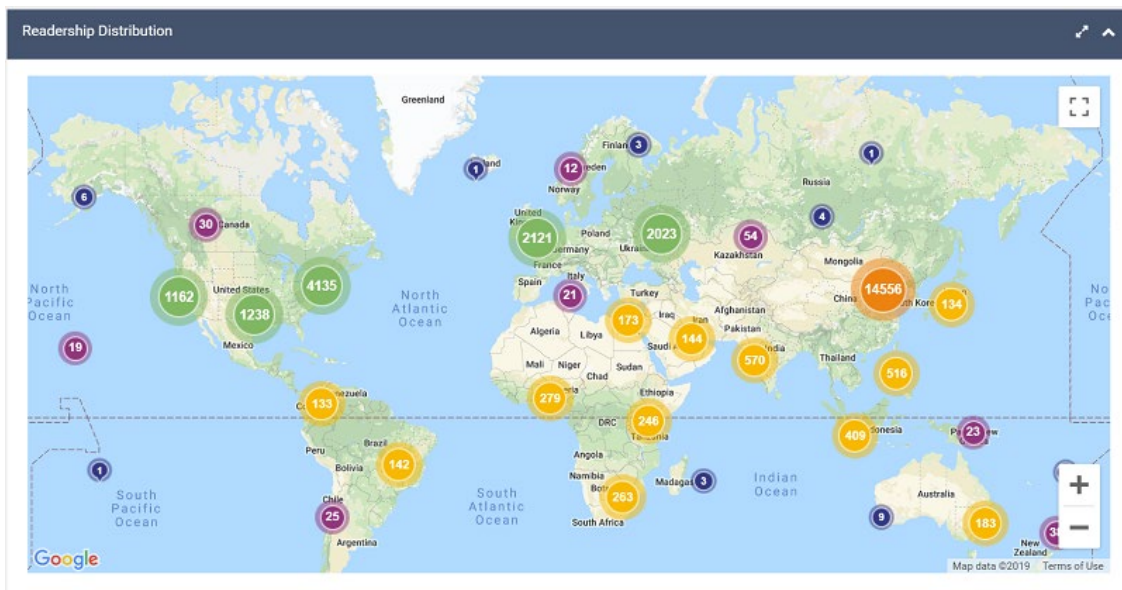 Readership Distribution
Greenland
1
3
12
Norway
1
Russia
4
6
30
United
2121
Poland
2023
54
Kazakhstan
Mongolia
France
Italy
Spain
21
Turkey
1162
United States
4135
1238
Mexico
North
Pacific
Ocean
North
Atlantic
Ocean
14556
China
134
19
Algeria
Libya
173
Iraq
Iran
144
Afghanistan
Pakistan
570
Thailand
516
Mali
Niger
Chad
Sudan
279
Ethiopia
133
246
DRC
409
23
Peru
Brazil
142
Bolivia
Angola
Namibia
263
3
1
South
Pacific
Ocean
Chile
25
South
Atlantic
Ocean
Indian
Ocean
9
Australia
183
South Africa
Argentina
New
Zealand
Google
Map data ©2019
Terms of Use